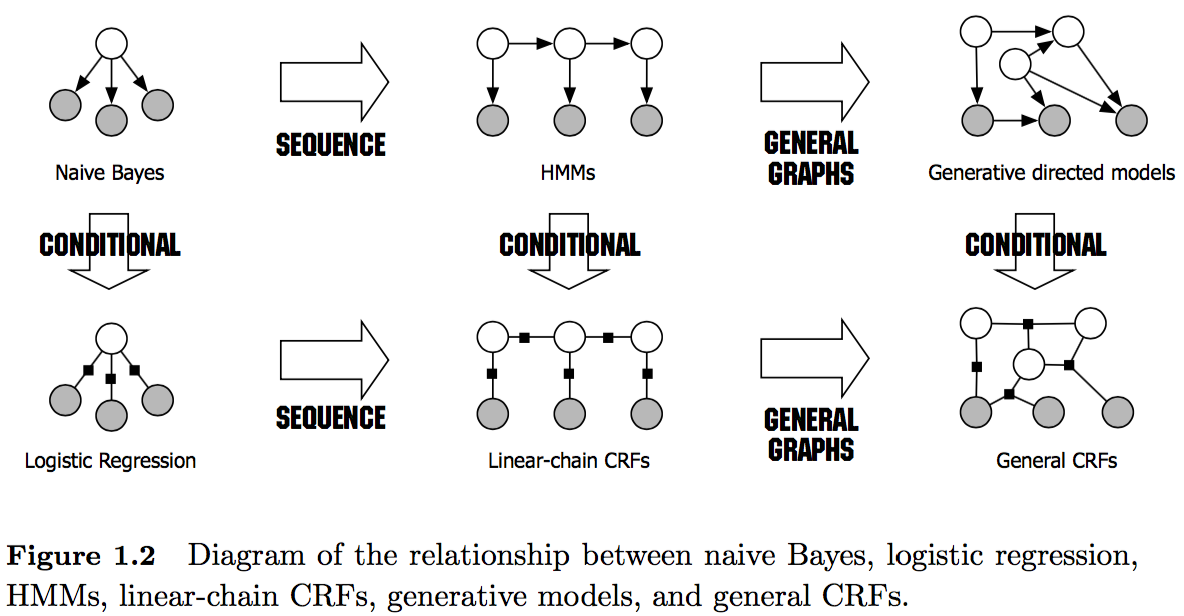 SEQUENCE
GENERAL
GRAPHS
Naive Bayes
HMMs
Generative directed models
CONDITIONAL
CONDITIONAL
CONDITIONAL
SEQUENCE
GENERAL
GRAPHS
Logistic Regression
Linear-chain CRFs
General CRFs
Figure 1.2 Diagram of the relationship between naive Bayes, logistic regression,
HMMs, linear-chain CRFs, generative models, and general CRFs.